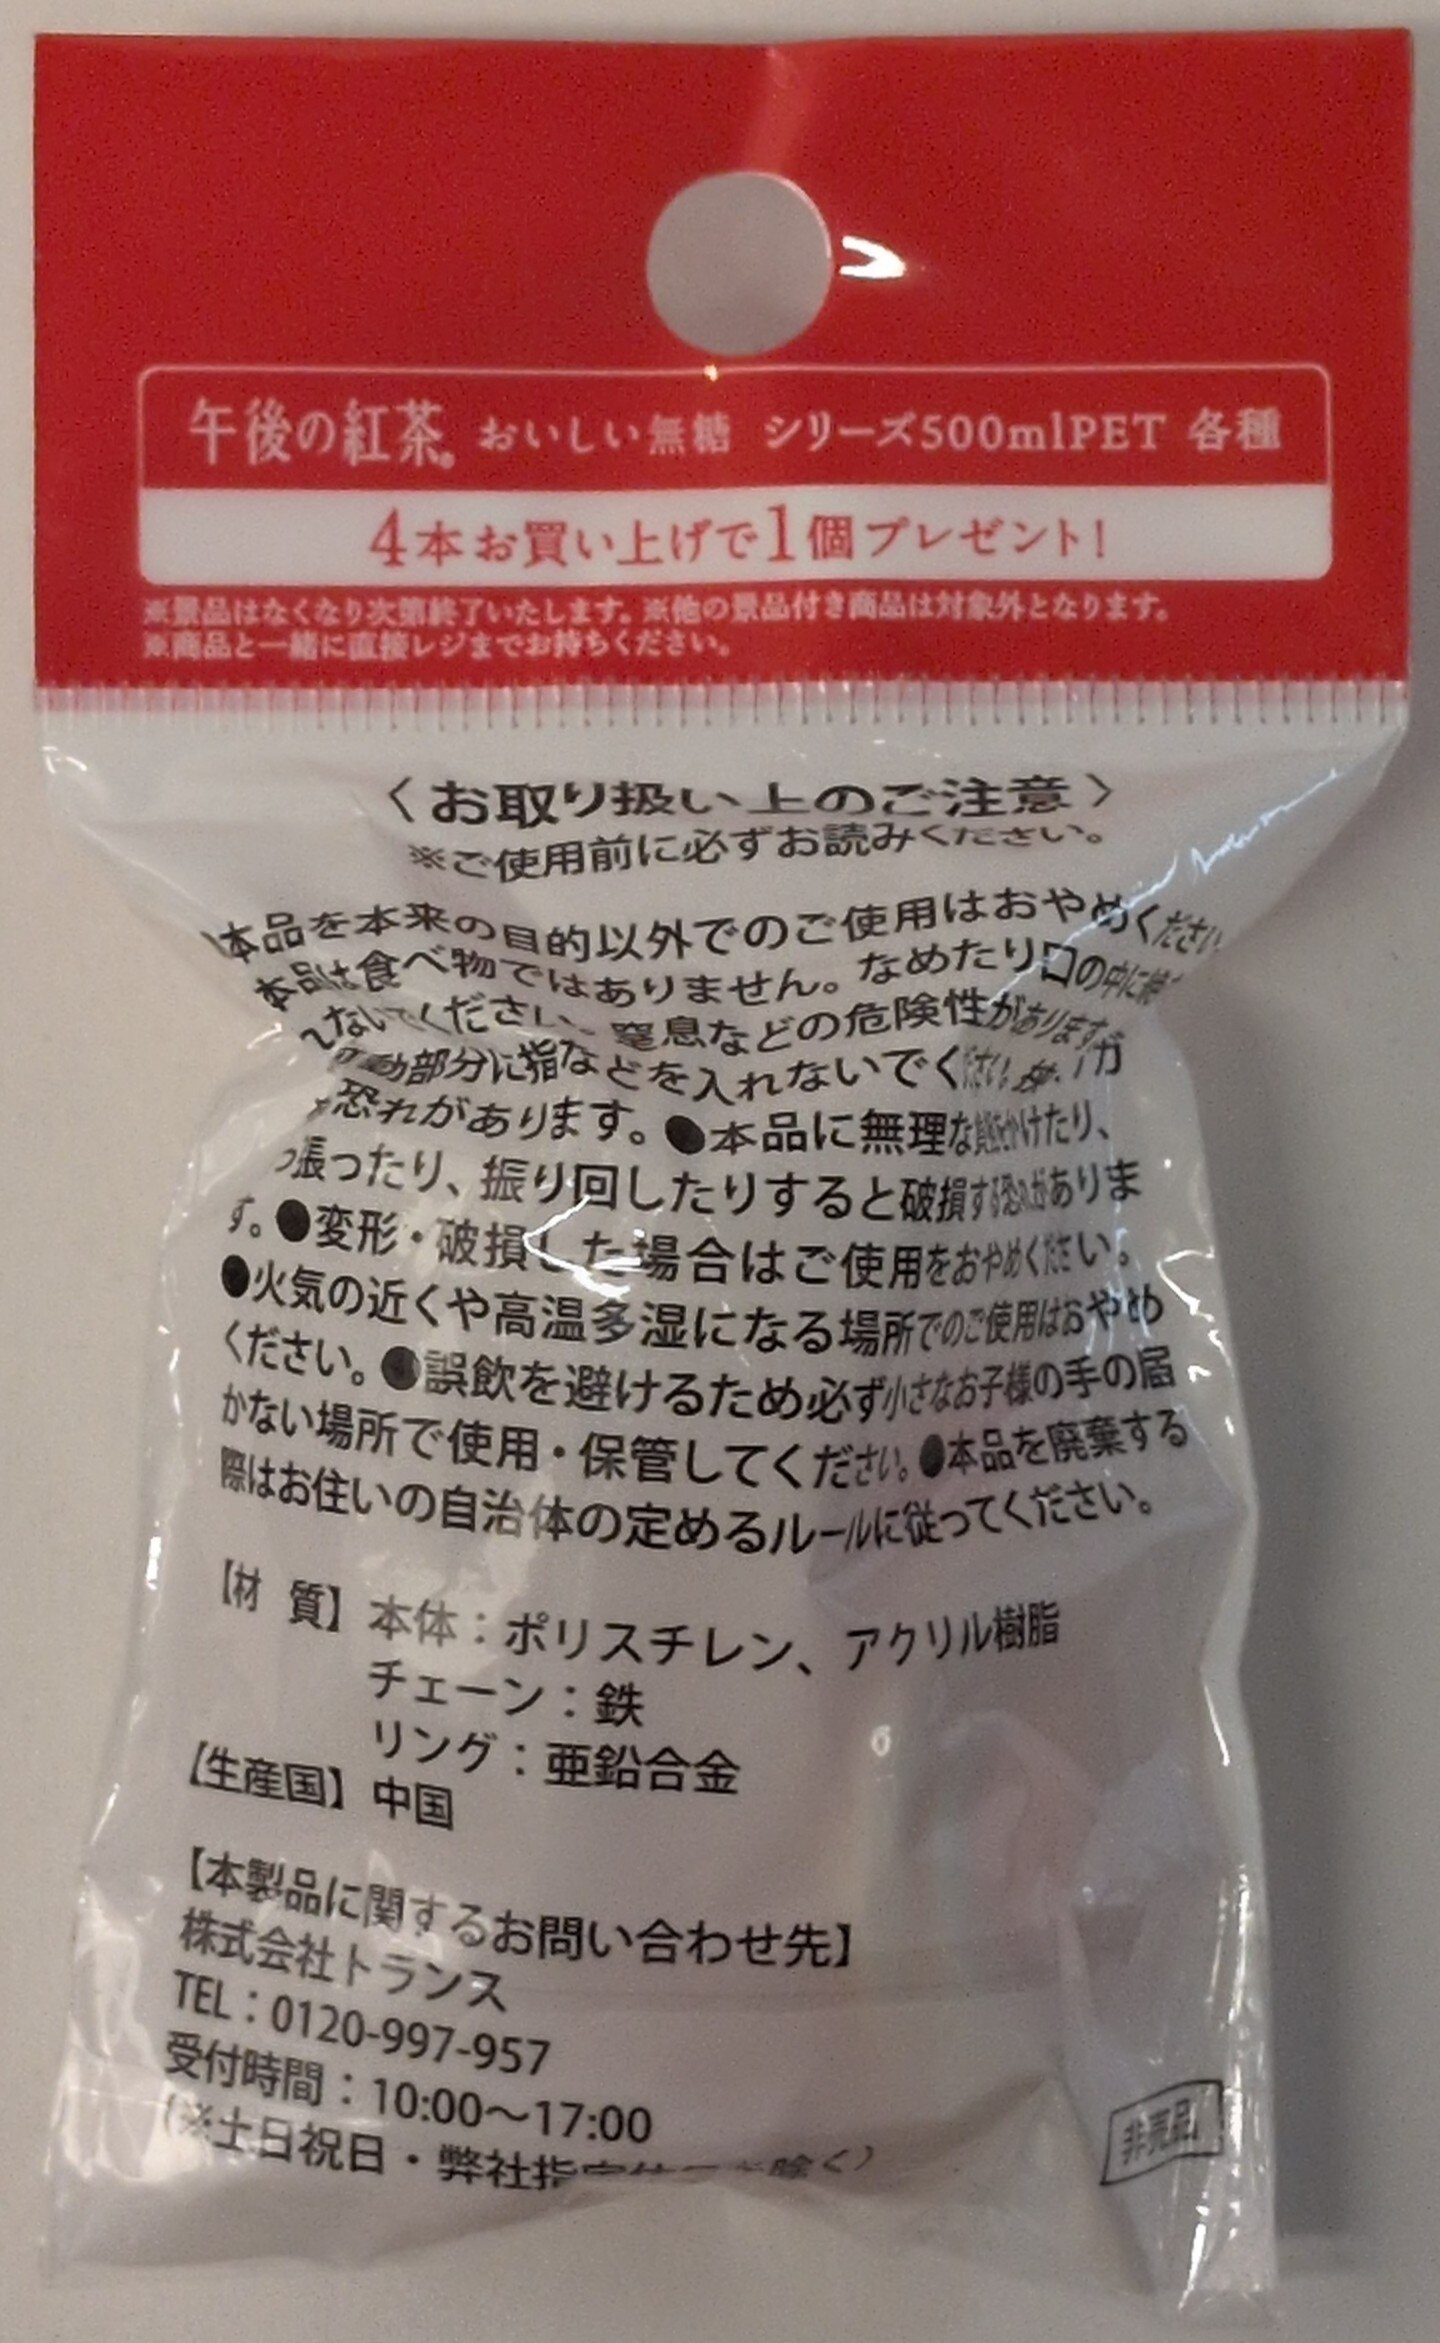 午後の紅茶® おいしい無糖 シリーズ500mlPET 各種
4本お買い上げで1個プレゼント!
※景品はなくなり次第終了いたします。※他の景品付き商品は対象外となります。
※商品と一緒に直接レジまでお持ちください。
〈お取り扱い上のご注意〉
※ご使用前に必ずお読みください。
本品を本来の目的以外でのご使用はおやめください
本品は食べ物ではありません。なめたり口の中に
ないでください。窒息などの危険性があります
可動部分に指などを入れないでください。
恐れがあります。●本品に無理な けたり、
っ張ったり、振り回したりすると破損する恐れがありま
す。●変形・破損した場合はご使用をおやめください。
●火気の近くや高温多湿になる場所でのご使用はおやめ
ください。●誤飲を避けるため必ず小さなお子様の手の届
かない場所で使用・保管してください。●本品を廃棄する
際はお住いの自治体の定めるルールに従ってください。
【材 質】本体：ポリスチレン、アクリル樹脂
チェーン：鉄
リング：亜鉛合金
【生産国】中国
【本製品に関するお問い合わせ先】
株式会社トランス
TEL：0120-997-957
受付時間：10:00〜17:00
(※土日祝日・弊社指 除く)
非売品